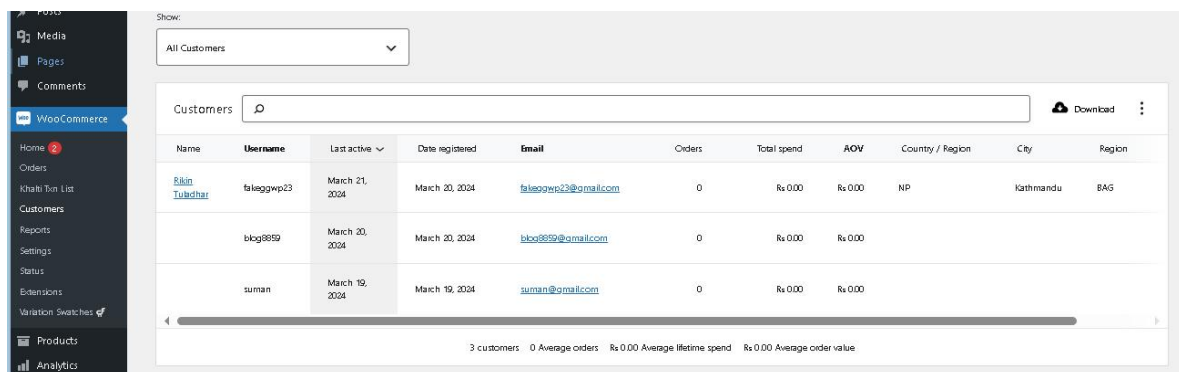 Posts
Show:
Media
All Customers
Pages
Comments
Customers
Download
WooCommerce
Home 2
Name Username Last active Date registered Email Orders Total spend AOV Country / Region City Region
Orders
Khalti Txn List
Rikin
Tuladhar
fakeggwp23
March 21,
2024
March 20, 2024
fakeggwp23@gmail.com
0
Rs 0.00
Rs 0.00
NP
Kathmandu
BAG
Customers
Reports
blog8859
March 20,
2024
March 20, 2024
blog8859@gmail.com
0
Rs 0.00
Rs 0.00
Settings
Status
Extensions
suman
March 19,
2024
March 19, 2024
suman@gmail.com
0
Rs 0.00
Rs 0.00
Variation Swatches
Products
3 customers 0 Average orders Rs 0.00 Average lifetime spend Rs 0.00 Average order value
Analytics